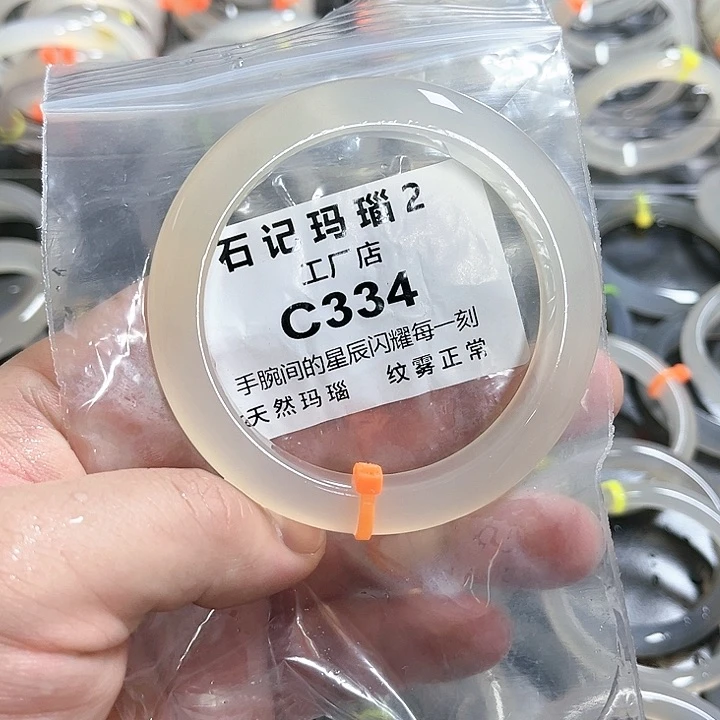 石记玛瑙2
工厂店
C334
手腕间的星辰闪耀每一刻
天然玛瑙 纹雾正常